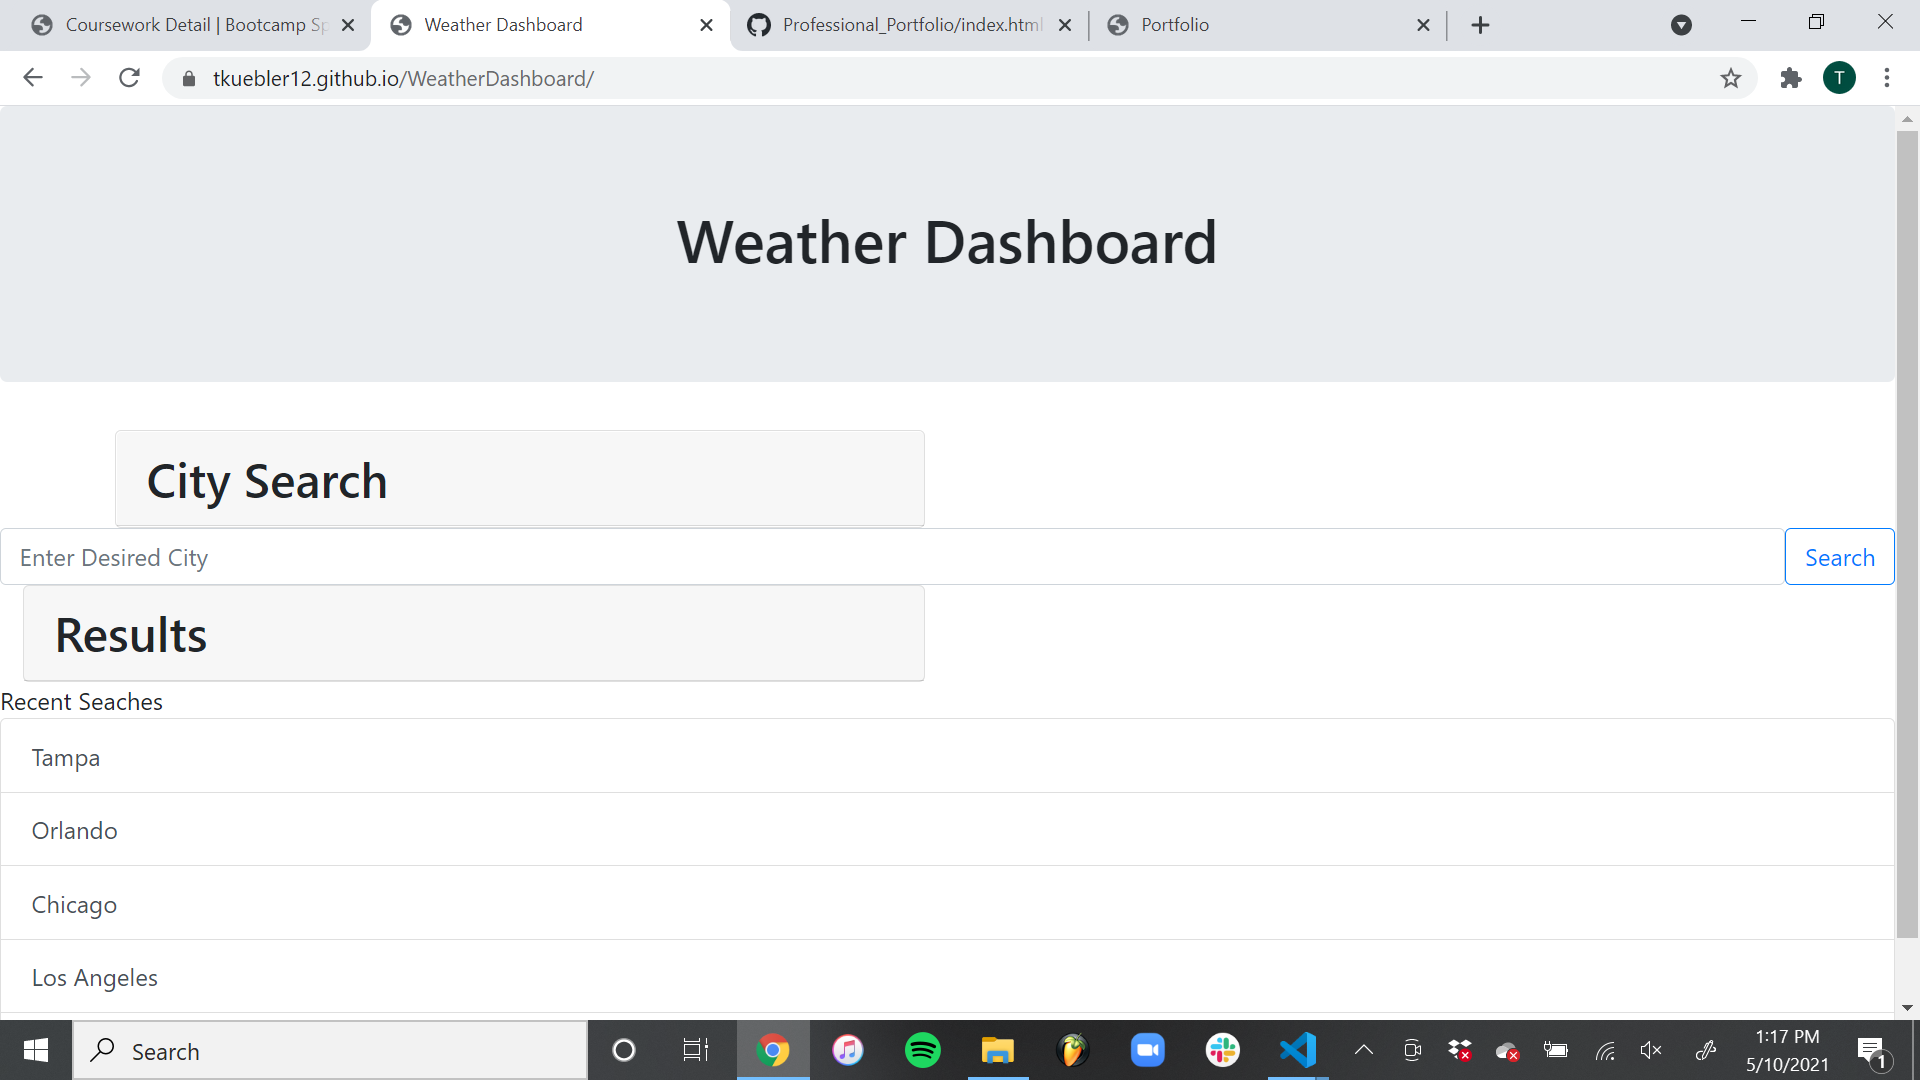 Coursework Detail | Bootcamp Sp
Weather Dashboard
Professional_Portfolio/index.html
Portfolio
tkuebler12.github.io/WeatherDashboard/
T
Weather Dashboard
City Search
Enter Desired City
Search
Results
Recent Seaches
Tampa
Orlando
Chicago
Los Angeles
Search
1:17 PM
5/10/2021
1